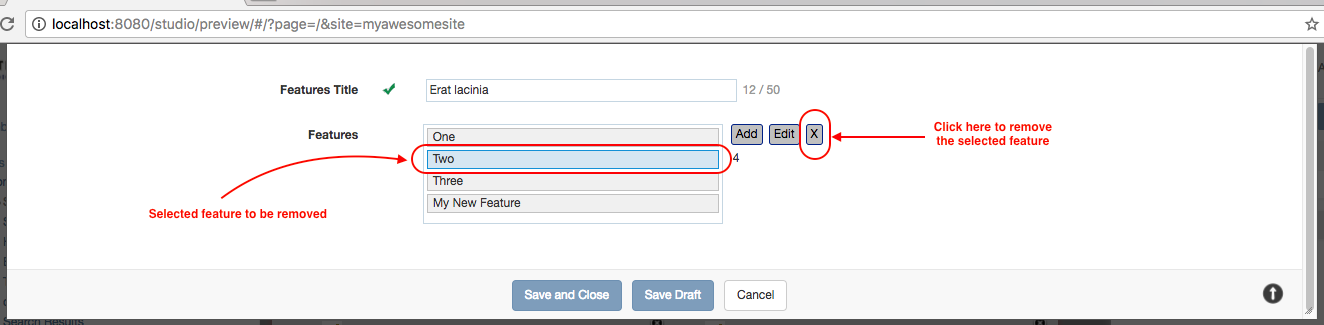 localhost:8080/studio/preview/#/?page=/&site=myawesomesite
Features Title
Erat lacinia
12 / 50
Features
One
Two
Three
My New Feature
Add
Edit
X
4
Click here to remove
the selected feature
Selected feature to be removed
Save and Close
Save Draft
Cancel
Search Results